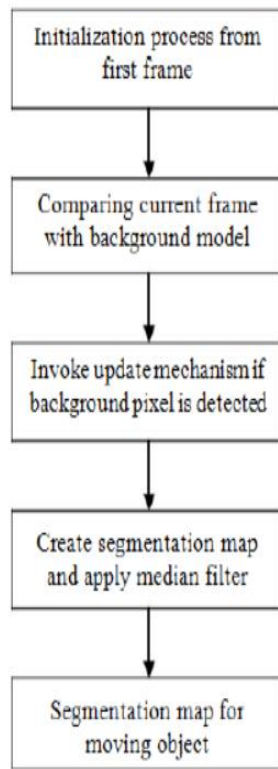 Initialization process from
first frame
Comparing current frame
with background model
Invoke update mechanism if
background pixel is detected
Create segmentation map
and apply median filter
Segmentation map for
moving object